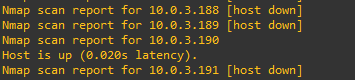 Nmap scan report for 10.0.3.188 [host down]
Nmap scan report for 10.0.3.189 [host down]
Nmap scan report for 10.0.3.190
Host is up (0.020s latency).
Nmap scan report for 10.0.3.191 [host down]